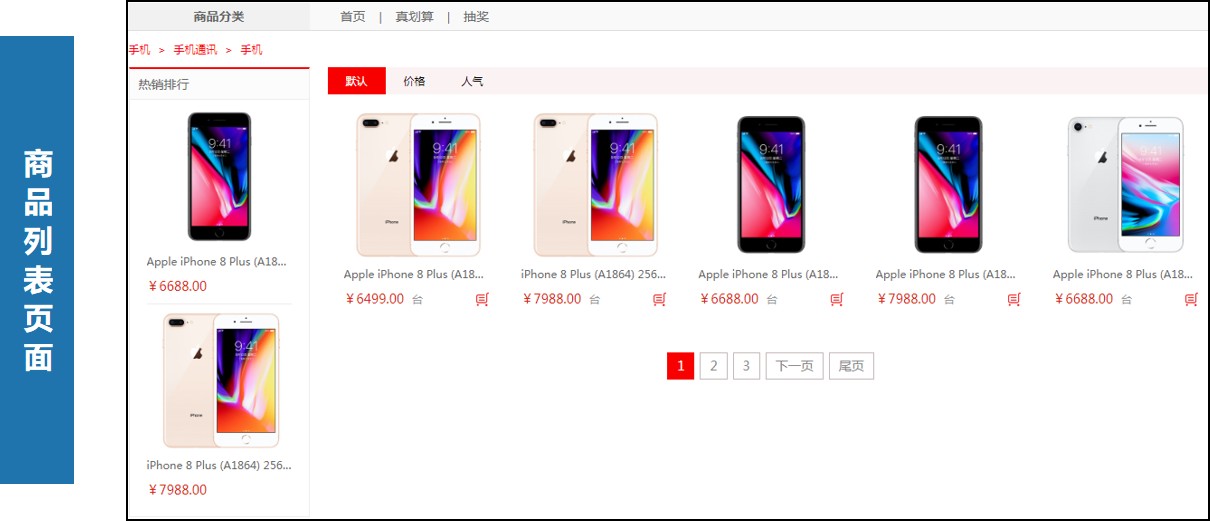 商品列表页面
商品分类
首页 | 真划算 | 抽奖
手机 > 手机通讯 > 手机
热销排行
Apple iPhone 8 Plus (A18...
¥6688.00
iPhone 8 Plus (A1864) 256...
¥7988.00
默认 价格 人气
9:41
9:41
9:41
9:41
9:41
9:41
9:41
iPhone
iPhone
iPhone
iPhone
Apple iPhone 8 Plus (A18...
iPhone 8 Plus (A1864) 256...
Apple iPhone 8 Plus (A18...
Apple iPhone 8 Plus (A18...
Apple iPhone 8 Plus (A18...
¥6499.00 台
¥7988.00 台
¥6688.00 台
¥7988.00 台
¥6688.00 台
1 2 3 下一页 尾页